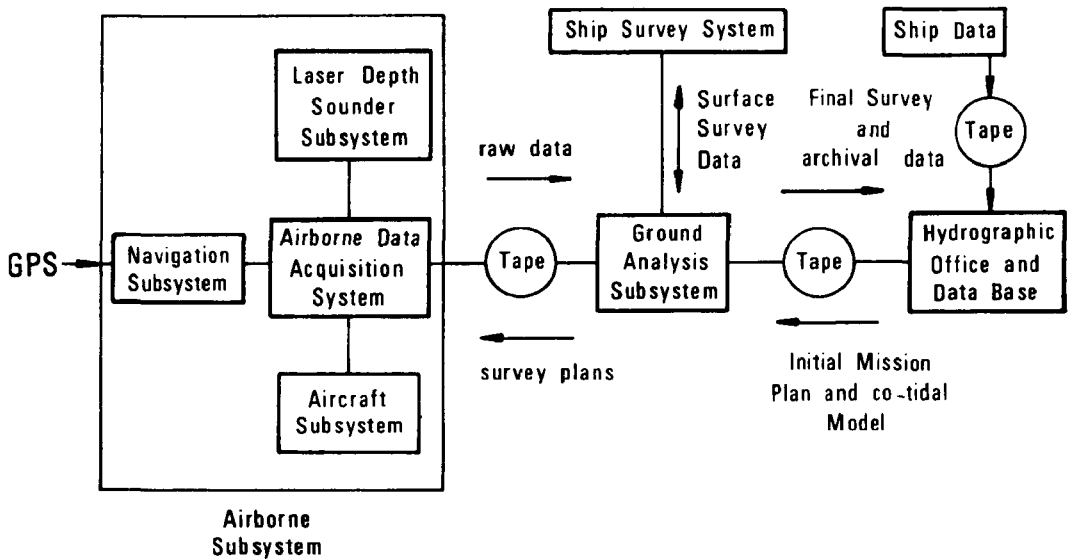 Ship Survey System
Ship Data
Laser Depth
Sounder
Subsystem
raw data
Surface
Survey
Data
Final Survey
and
archival data
Tape
GPS
Navigation
Subsystem
Airborne Data
Acquisition
System
Tape
Ground
Analysis
Subsystem
Tape
Hydrographic
Office and
Data Base
survey plans
Initial Mission
Plan and co-tidal
Model
Aircraft
Subsystem
Airborne
Subsystem